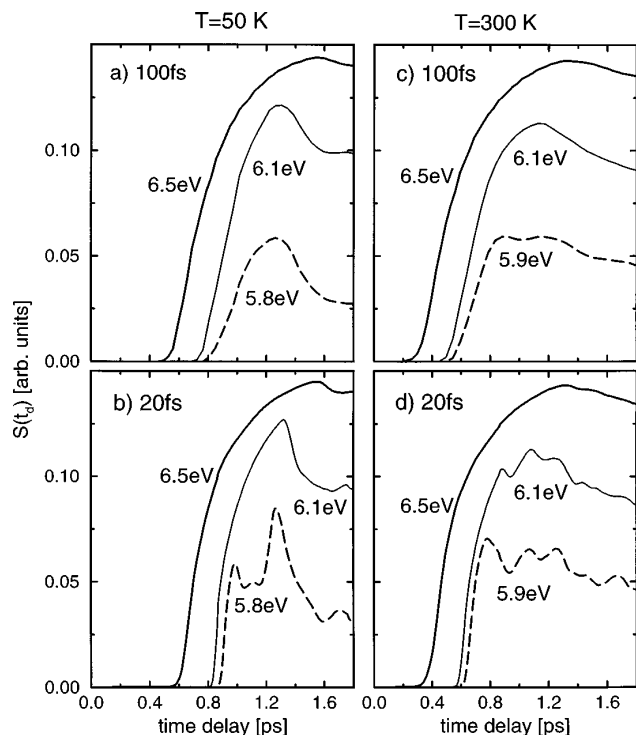 T=50 K
T=300 K
a) 100fs
6.5eV
6.1eV
5.8eV
c) 100fs
6.5eV
6.1eV
5.9eV
0.10
0.05
0.00
S(t_d) [arb. units]
b) 20fs
6.5eV
6.1eV
5.8eV
d) 20fs
6.5eV
6.1eV
5.9eV
0.10
0.05
0.00
0.0 0.4 0.8 1.2 1.6
0.0 0.4 0.8 1.2 1.6
time delay [ps]
time delay [ps]